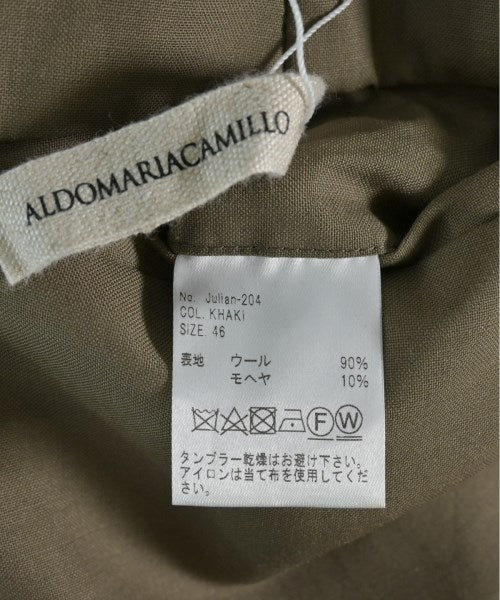 ALDOMARIACAMILLO
No. Julian-204
COL. KHAKI
SIZE. 46
表地 ウール 90%
モヘヤ 10%
F W
タンブラー乾燥はお避け下さい。
アイロンは当て布を使用してくだ
さい。